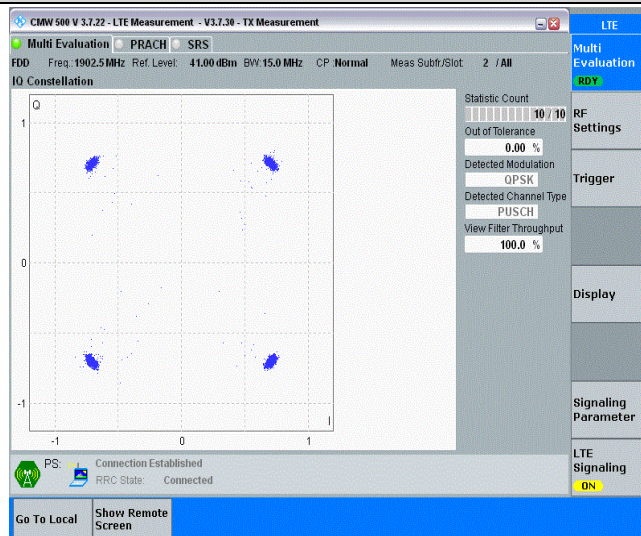 CMW 500 V 3.7.22 - LTE Measurement - V3.7.30 - TX Measurement
LTE
Multi Evaluation PRACH SRS
Multi
Evaluation
RDY
FDD Freq.:1902.5 MHz Ref. Level: 41.00 dBm BW:15.0 MHz CP :Normal Meas Subfr./Slot: 2 / All
IQ Constellation
Q
1
0
-1
-1 0 1
I
Statistic Count
10 / 10
Out of Tolerance
0.00 %
Detected Modulation
QPSK
Detected Channel Type
PUSCH
View Filter Throughput
100.0 %
RF
Settings
Trigger
Display
Signaling
Parameter
LTE
Signaling
ON
PS: Connection Established
RRC State: Connected
Go To Local
Show Remote
Screen